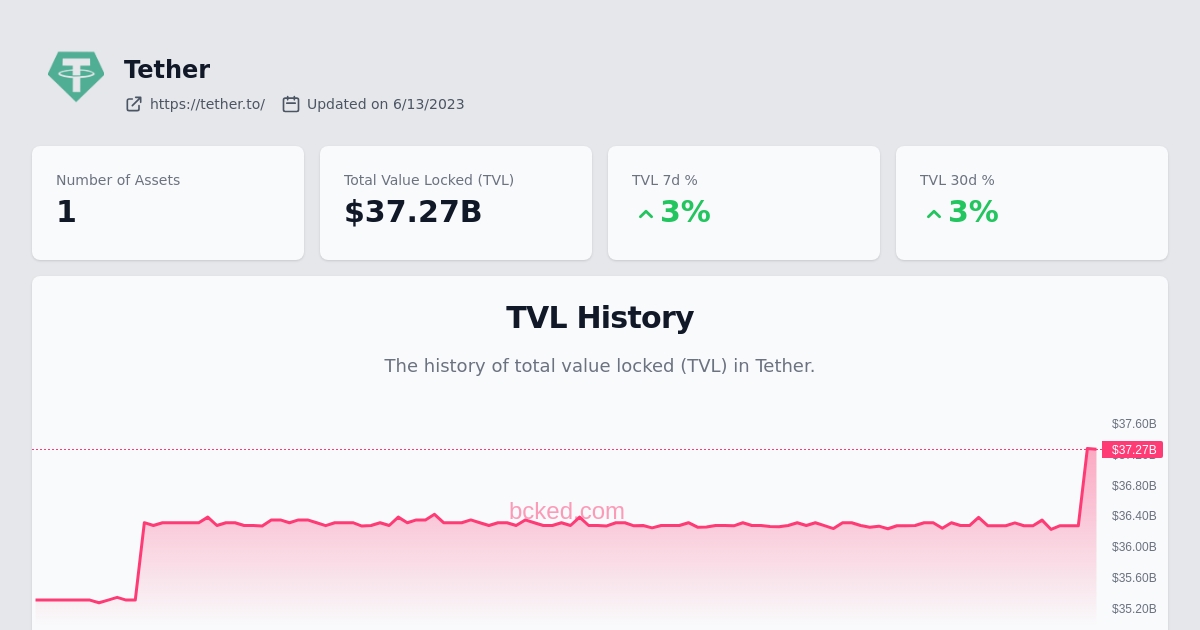 Tether
https://tether.to/ Updated on 6/13/2023
Number of Assets
1
Total Value Locked (TVL)
$37.27B
TVL 7d %
3%
TVL 30d %
3%
TVL History
The history of total value locked (TVL) in Tether.
bcked.com
$37.60B
$37.27B
$36.80B
$36.40B
$36.00B
$35.60B
$35.20B